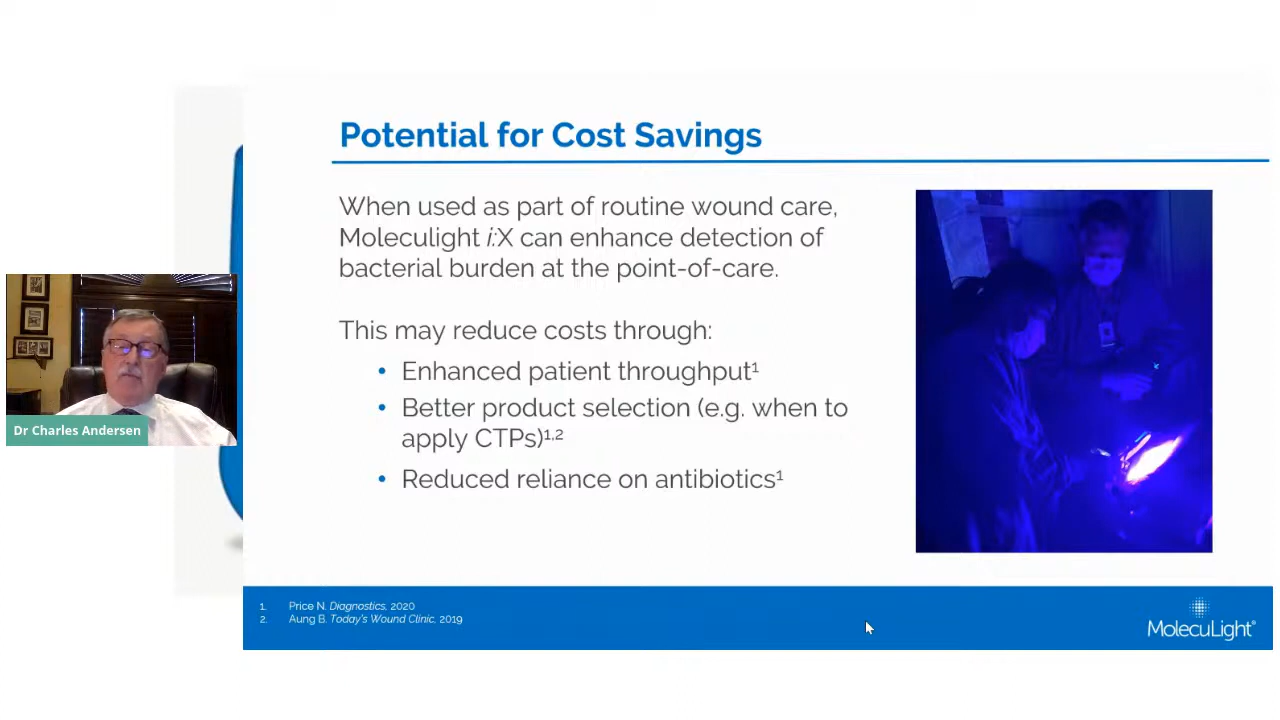 Potential for Cost Savings
When used as part of routine wound care,
Moleculight i:X can enhance detection of
bacterial burden at the point-of-care.
This may reduce costs through:
• Enhanced patient throughput¹
• Better product selection (e.g. when to
apply CTPs)¹,²
• Reduced reliance on antibiotics¹
Dr Charles Andersen
1. Price N. Diagnostics, 2020
2. Aung B. Today's Wound Clinic, 2019
MolecuLight®